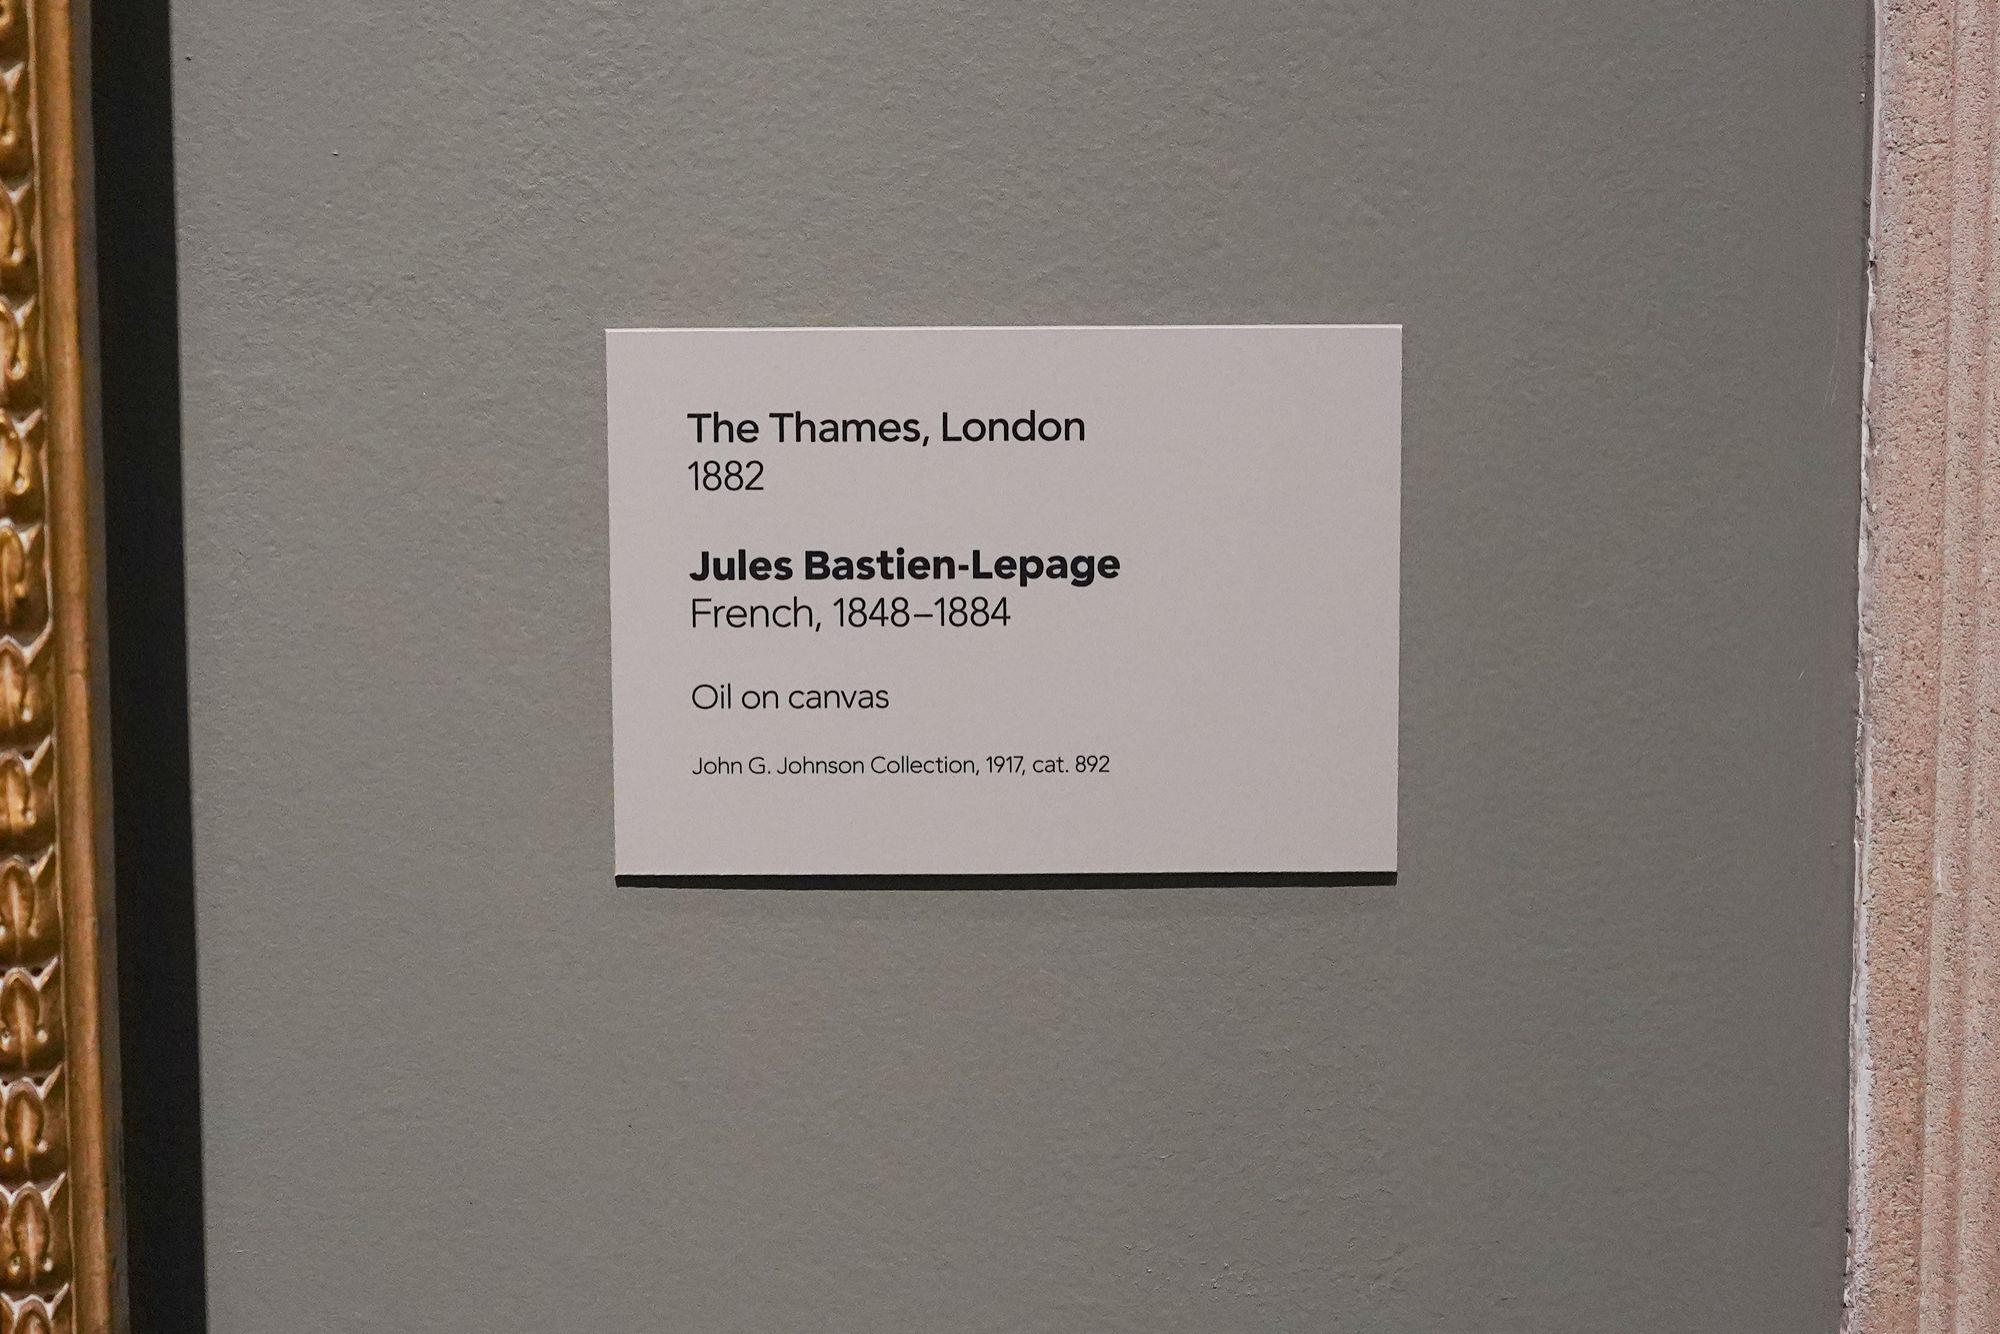 The Thames, London
1882
Jules Bastien-Lepage
French, 1848–1884
Oil on canvas
John G. Johnson Collection, 1917, cat. 892